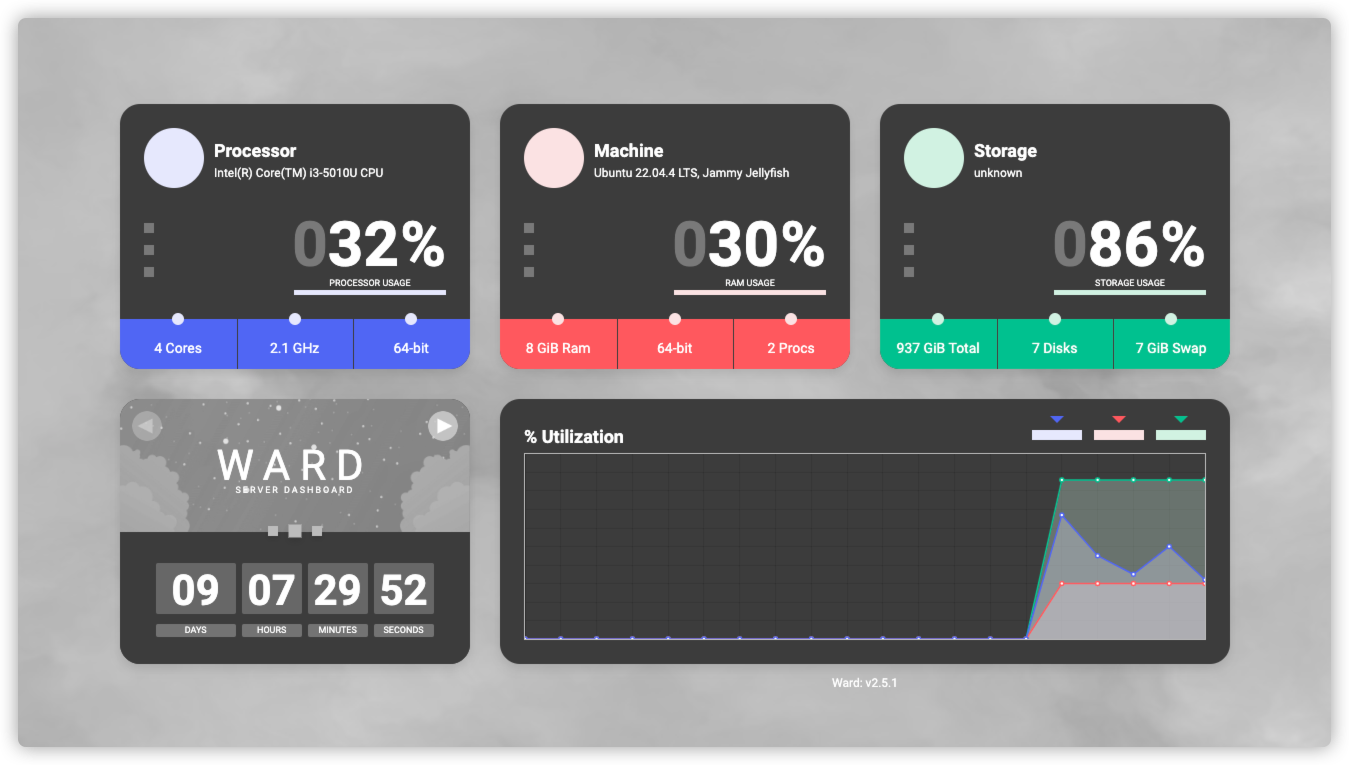 Processor
Intel(R) Core(TM) i3-5010U CPU
032%
PROCESSOR USAGE
4 Cores
2.1 GHz
64-bit
Machine
Ubuntu 22.04.4 LTS, Jammy Jellyfish
030%
RAM USAGE
8 GiB Ram
64-bit
2 Procs
Storage
unknown
086%
STORAGE USAGE
937 GiB Total
7 Disks
7 GiB Swap
WARD
SERVER DASHBOARD
09 07 29 52
DAYS HOURS MINUTES SECONDS
% Utilization
Ward: v2.5.1